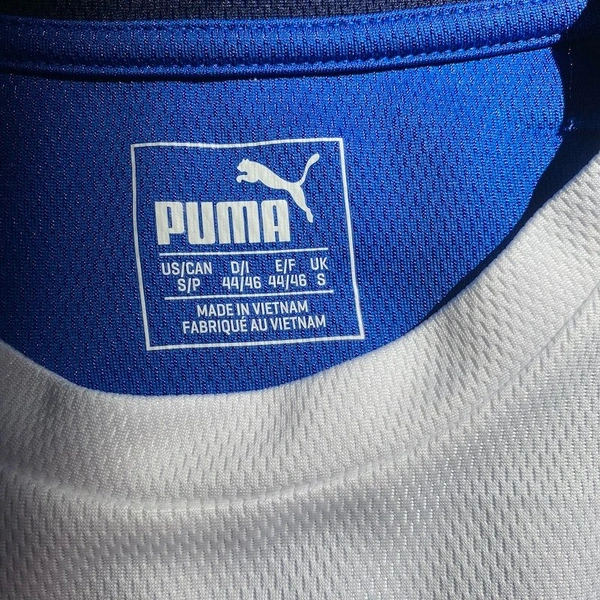 PUMA
US/CAN D/I E/F UK
S/P 44/46 44/46 S
MADE IN VIETNAM
FABRIQUÉ AU VIETNAM